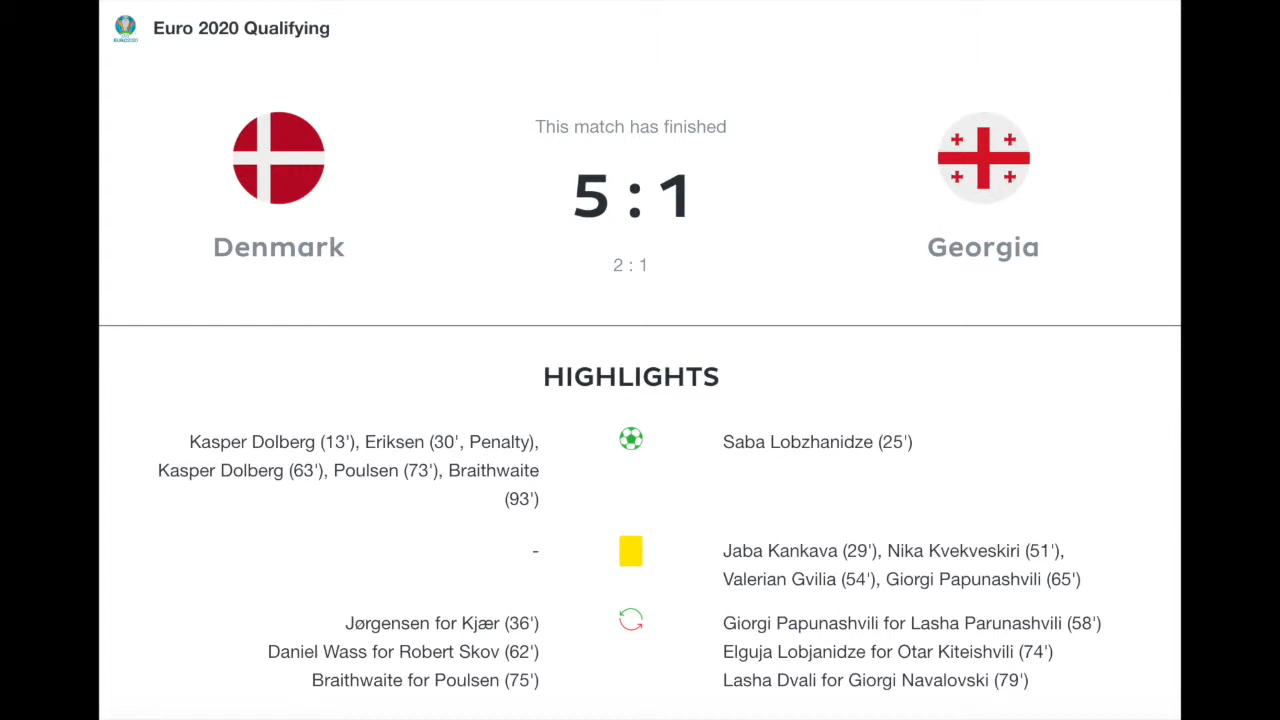 EURO2020
Euro 2020 Qualifying
This match has finished
5 : 1
2 : 1
Denmark
Georgia
HIGHLIGHTS
Kasper Dolberg (13'), Eriksen (30', Penalty),
Kasper Dolberg (63'), Poulsen (73'), Braithwaite
(93')
Saba Lobzhanidze (25')
-
Jaba Kankava (29'), Nika Kvekveskiri (51'),
Valerian Gvilia (54'), Giorgi Papunashvili (65')
Jørgensen for Kjær (36')
Daniel Wass for Robert Skov (62')
Braithwaite for Poulsen (75')
Giorgi Papunashvili for Lasha Parunashvili (58')
Elguja Lobjanidze for Otar Kiteishvili (74')
Lasha Dvali for Giorgi Navalovski (79')